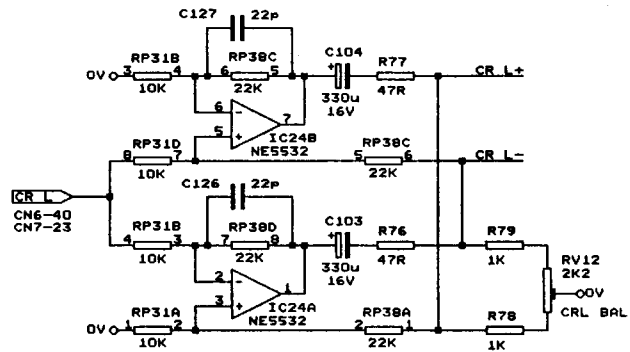 C127 22p
RP31B RP38C C104 R77 CR L+
0V 3 4 6 5 +
10K 22K 330u 47R
16V
6 -
7
5 +
RP31D IC24B RP38C CR L-
NE5532
8 7 5 6
10K 22K
C126 22p
CR L
CN6-40
CN7-23
RP31B RP38D C103 R76 R79
4 3 7 8 +
10K 22K 330u 47R 1K
16V
RV12
2K2
2 -
1
3 +
0V
RP31A IC24A RP38A R78 CRL BAL
NE5532
0V 1 2 2 1
10K 22K 1K